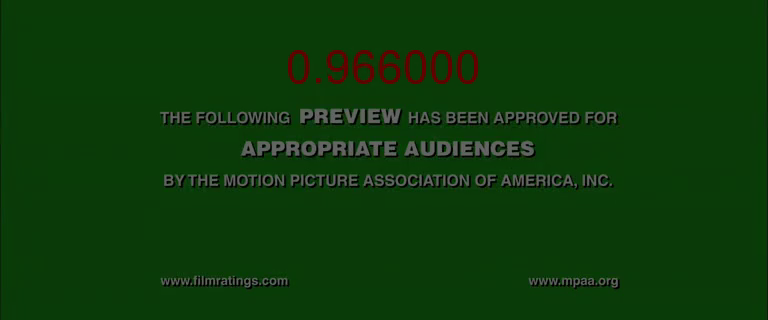 0.966000
THE FOLLOWING PREVIEW HAS BEEN APPROVED FOR
APPROPRIATE AUDIENCES
BY THE MOTION PICTURE ASSOCIATION OF AMERICA, INC.
www.filmratings.com www.mpaa.org